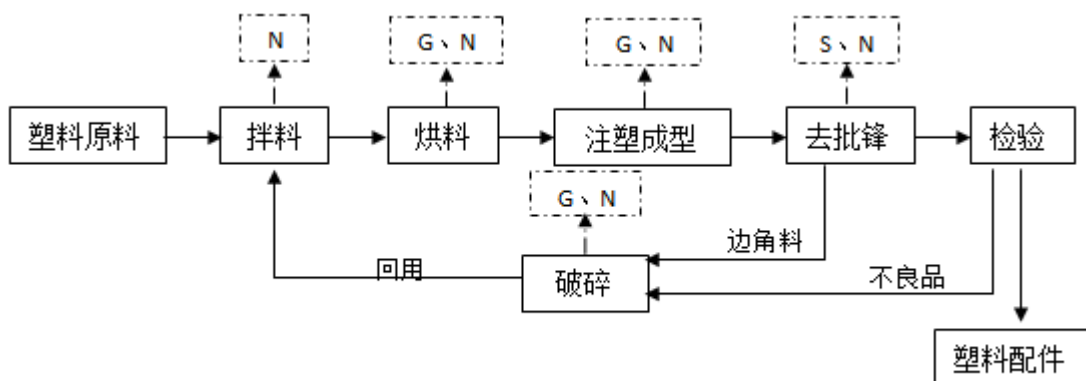 N
G、N
G、N
S、N
塑料原料
拌料
烘料
注塑成型
去批锋
检验
G、N
边角料
回用
破碎
不良品
塑料配件